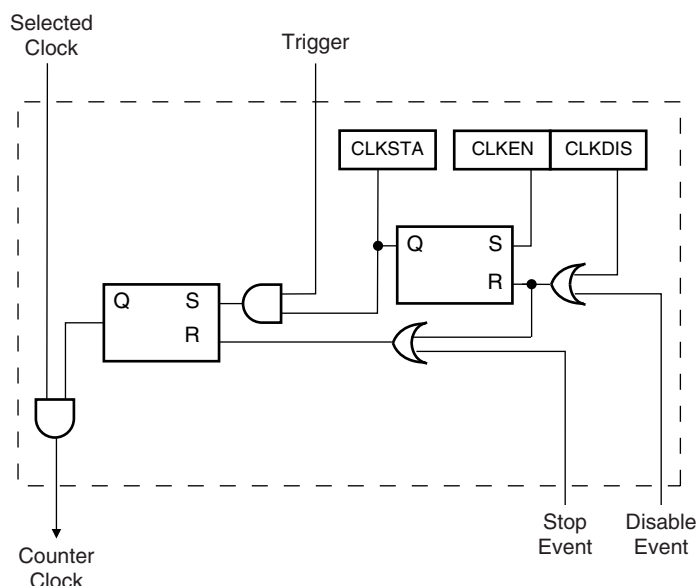 Selected
Clock
Trigger
CLKSTA
CLKEN
CLKDIS
Q
S
R
Q
S
R
Stop
Event
Disable
Event
Counter
Clock